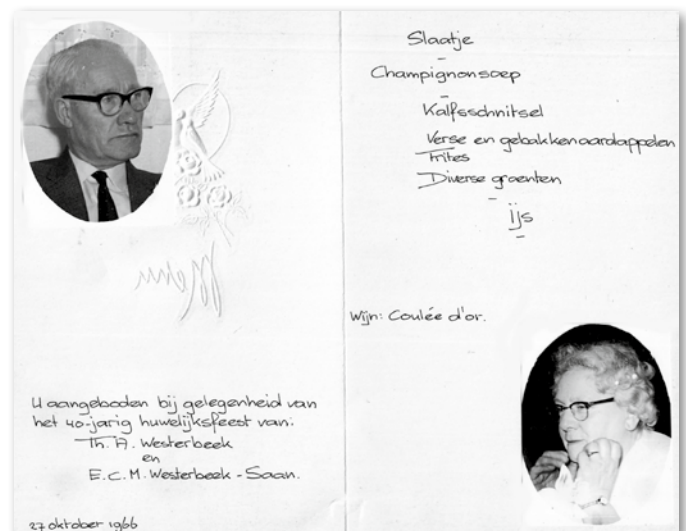 Menu
U aangeboden bij gelegenheid van
het 40-jarig huwelijksfeest van:
Th. A. Westerbeek
en
E.C.M. Westerbeek - Saan.
27 oktober 1966
Slaatje
-
Champignonsoep
-
Kalfsschnitsel
Verse en gebakken aardappelen
Frites
Diverse groenten
-
ijs
-
Wijn: Coulée d'or.